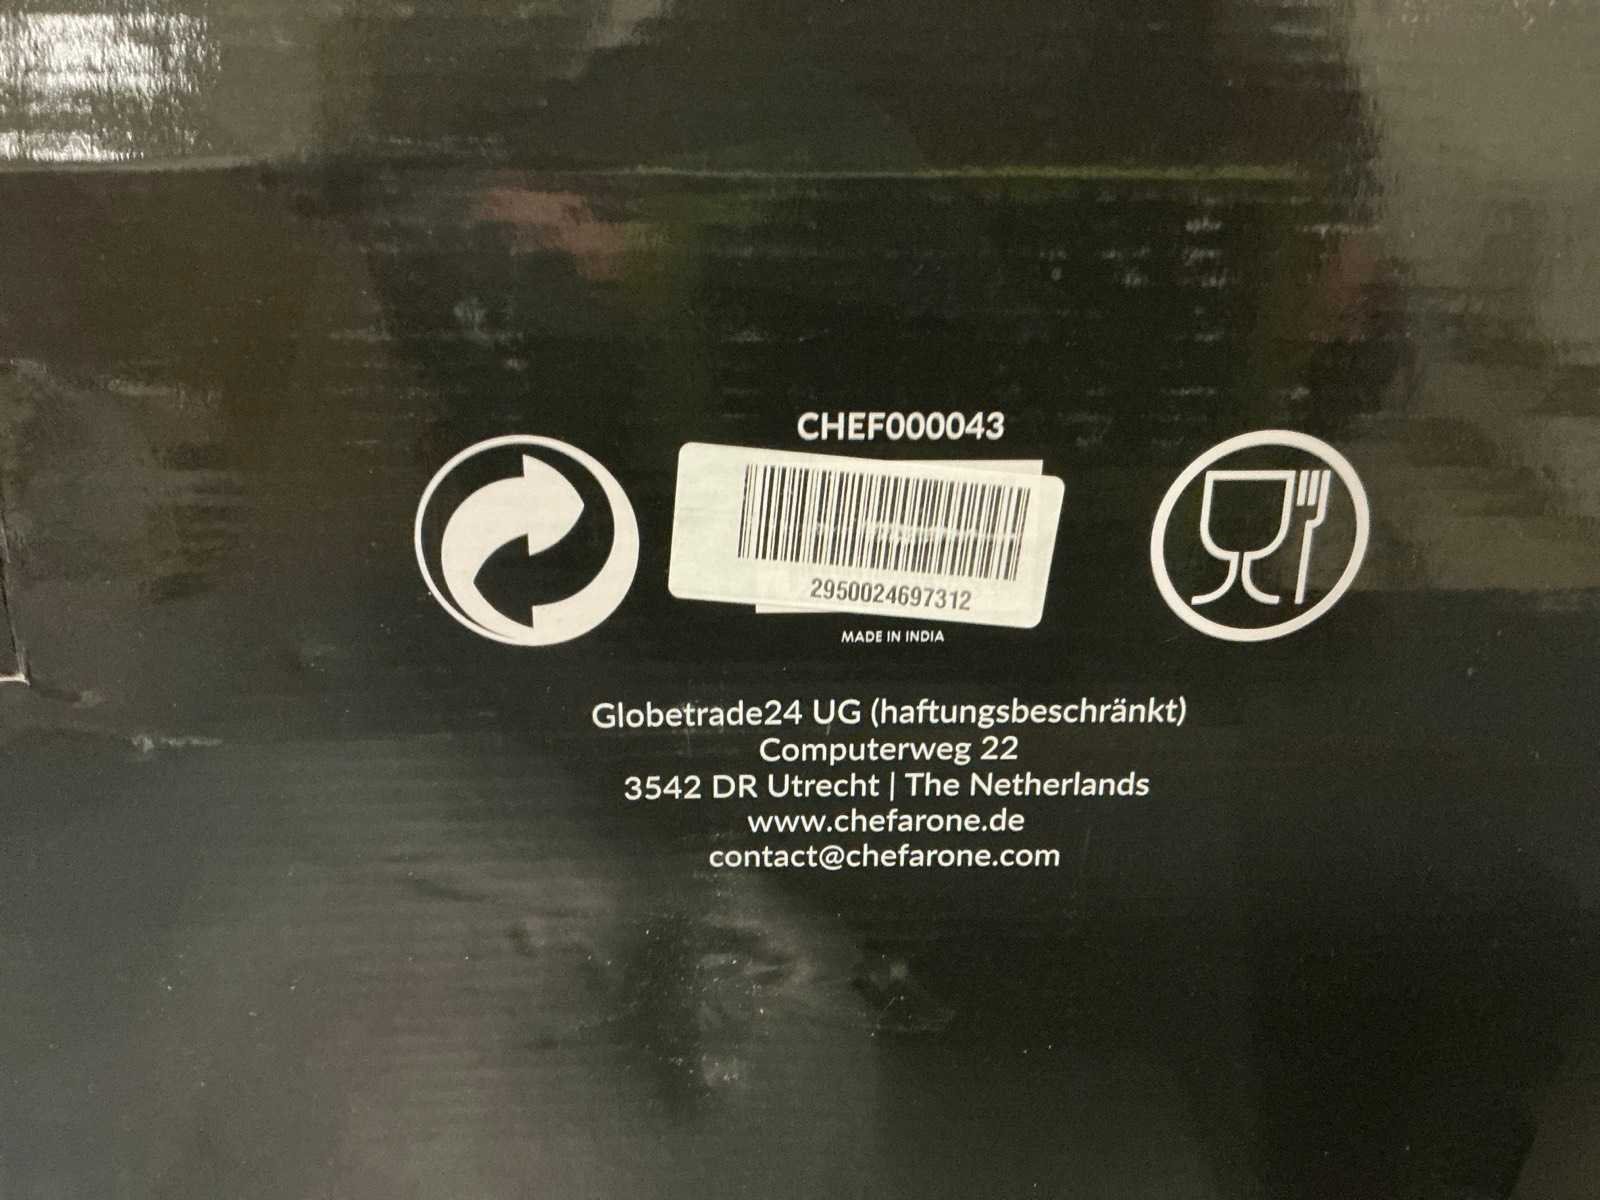 CHEF000043
2950024697312
MADE IN INDIA
Globetrade24 UG (haftungsbeschränkt)
Computerweg 22
3542 DR Utrecht | The Netherlands
www.chefarone.de
contact@chefarone.com